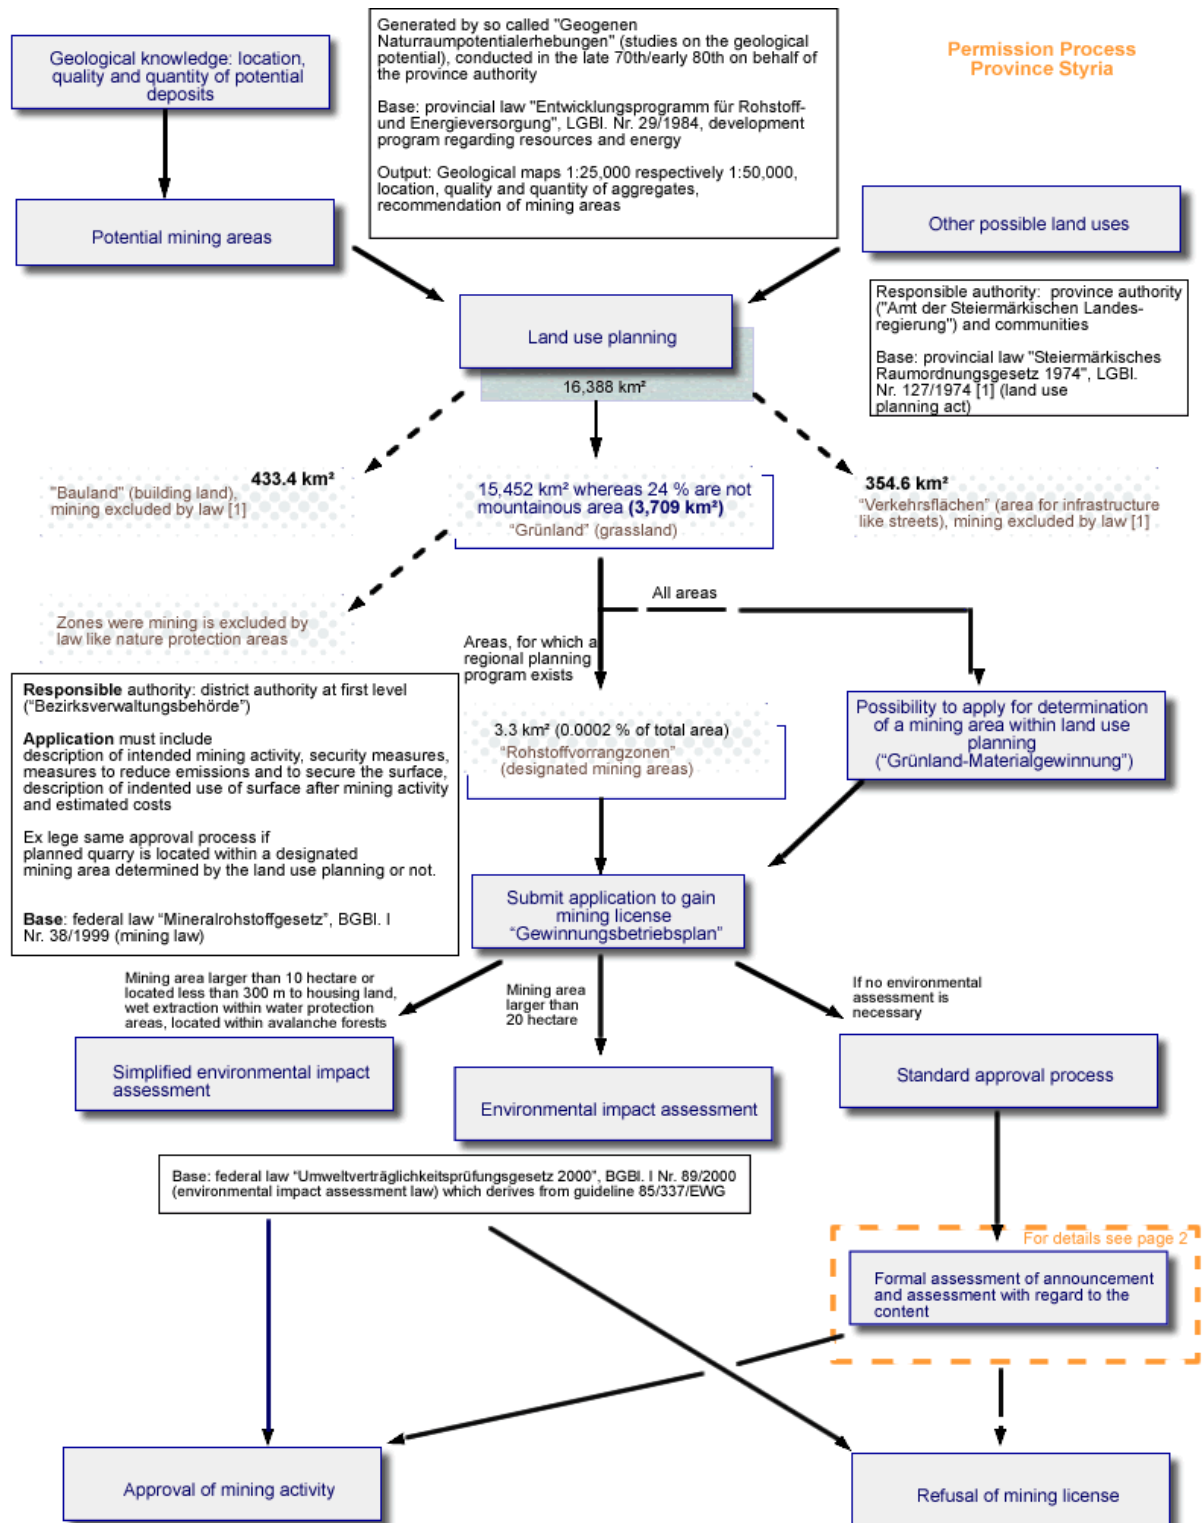 Geological knowledge: location,
quality and quantity of potential
deposits
Generated by so called "Geogenen
Naturraumpotentialerhebungen" (studies on the geological
potential), conducted in the late 70th/early 80th on behalf of
the province authority
Base: provincial law "Entwicklungsprogramm für Rohstoff-
und Energieversorgung", LGBl. Nr. 29/1984, development
program regarding resources and energy
Output: Geological maps 1:25,000 respectively 1:50,000,
location, quality and quantity of aggregates,
recommendation of mining areas
Permission Process
Province Styria
Potential mining areas
Other possible land uses
Responsible authority: province authority
("Amt der Steiermärkischen Landes-
regierung") and communities
Base: provincial law "Steiermärkisches
Raumordnungsgesetz 1974", LGBl.
Nr. 127/1974 [1] (land use
planning act)
Land use planning
16,388 km²
433.4 km²
"Bauland" (building land),
mining excluded by law [1]
15,452 km² whereas 24 % are not
mountainous area (3,709 km²)
“Grünland” (grassland)
354.6 km²
“Verkehrsflächen” (area for infrastructure
like streets), mining excluded by law [1]
All areas
Zones were mining is excluded by
law like nature protection areas
Areas, for which a
regional planning
program exists
Responsible authority: district authority at first level
(“Bezirksverwaltungsbehörde”)
Application must include
description of intended mining activity, security measures,
measures to reduce emissions and to secure the surface,
description of indented use of surface after mining activity
and estimated costs
Ex lege same approval process if
planned quarry is located within a designated
mining area determined by the land use planning or not.
Base: federal law “Mineralrohstoffgesetz”, BGBl. I
Nr. 38/1999 (mining law)
3.3 km² (0.0002 % of total area)
“Rohstoffvorrangzonen”
(designated mining areas)
Possibility to apply for determination
of a mining area within land use
planning
(“Grünland-Materialgewinnung”)
Submit application to gain
mining license
“Gewinnungsbetriebsplan”
Mining area larger than 10 hectare or
located less than 300 m to housing land,
wet extraction within water protection
areas, located within avalanche forests
Mining area
larger than
20 hectare
If no environmental
assessment is
necessary
Simplified environmental impact
assessment
Environmental impact assessment
Standard approval process
Base: federal law “Umweltverträglichkeitsprüfungsgesetz 2000”, BGBl. I Nr. 89/2000
(environmental impact assessment law) which derives from guideline 85/337/EWG
For details see page 2
Formal assessment of announcement
and assessment with regard to the
content
Approval of mining activity
Refusal of mining license